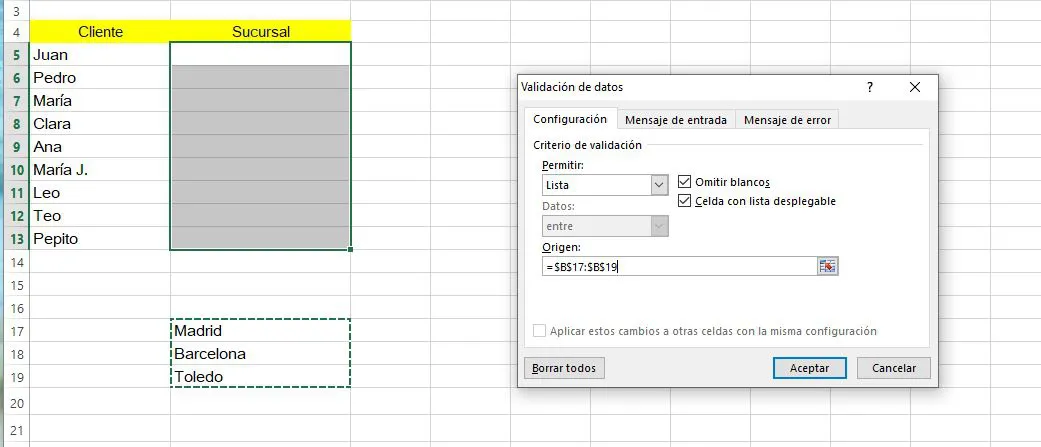 3
4 Cliente Sucursal
5 Juan
6 Pedro
7 María
8 Clara
9 Ana
10 María J.
11 Leo
12 Teo
13 Pepito
14
15
16
17 Madrid
18 Barcelona
19 Toledo
20
21
Validación de datos ? ×
Configuración Mensaje de entrada Mensaje de error
Criterio de validación
Permitir:
Lista Omitir blancos
Datos: Celda con lista desplegable
entre
Origen:
=$B$17:$B$19
Aplicar estos cambios a otras celdas con la misma configuración
Borrar todos Aceptar Cancelar